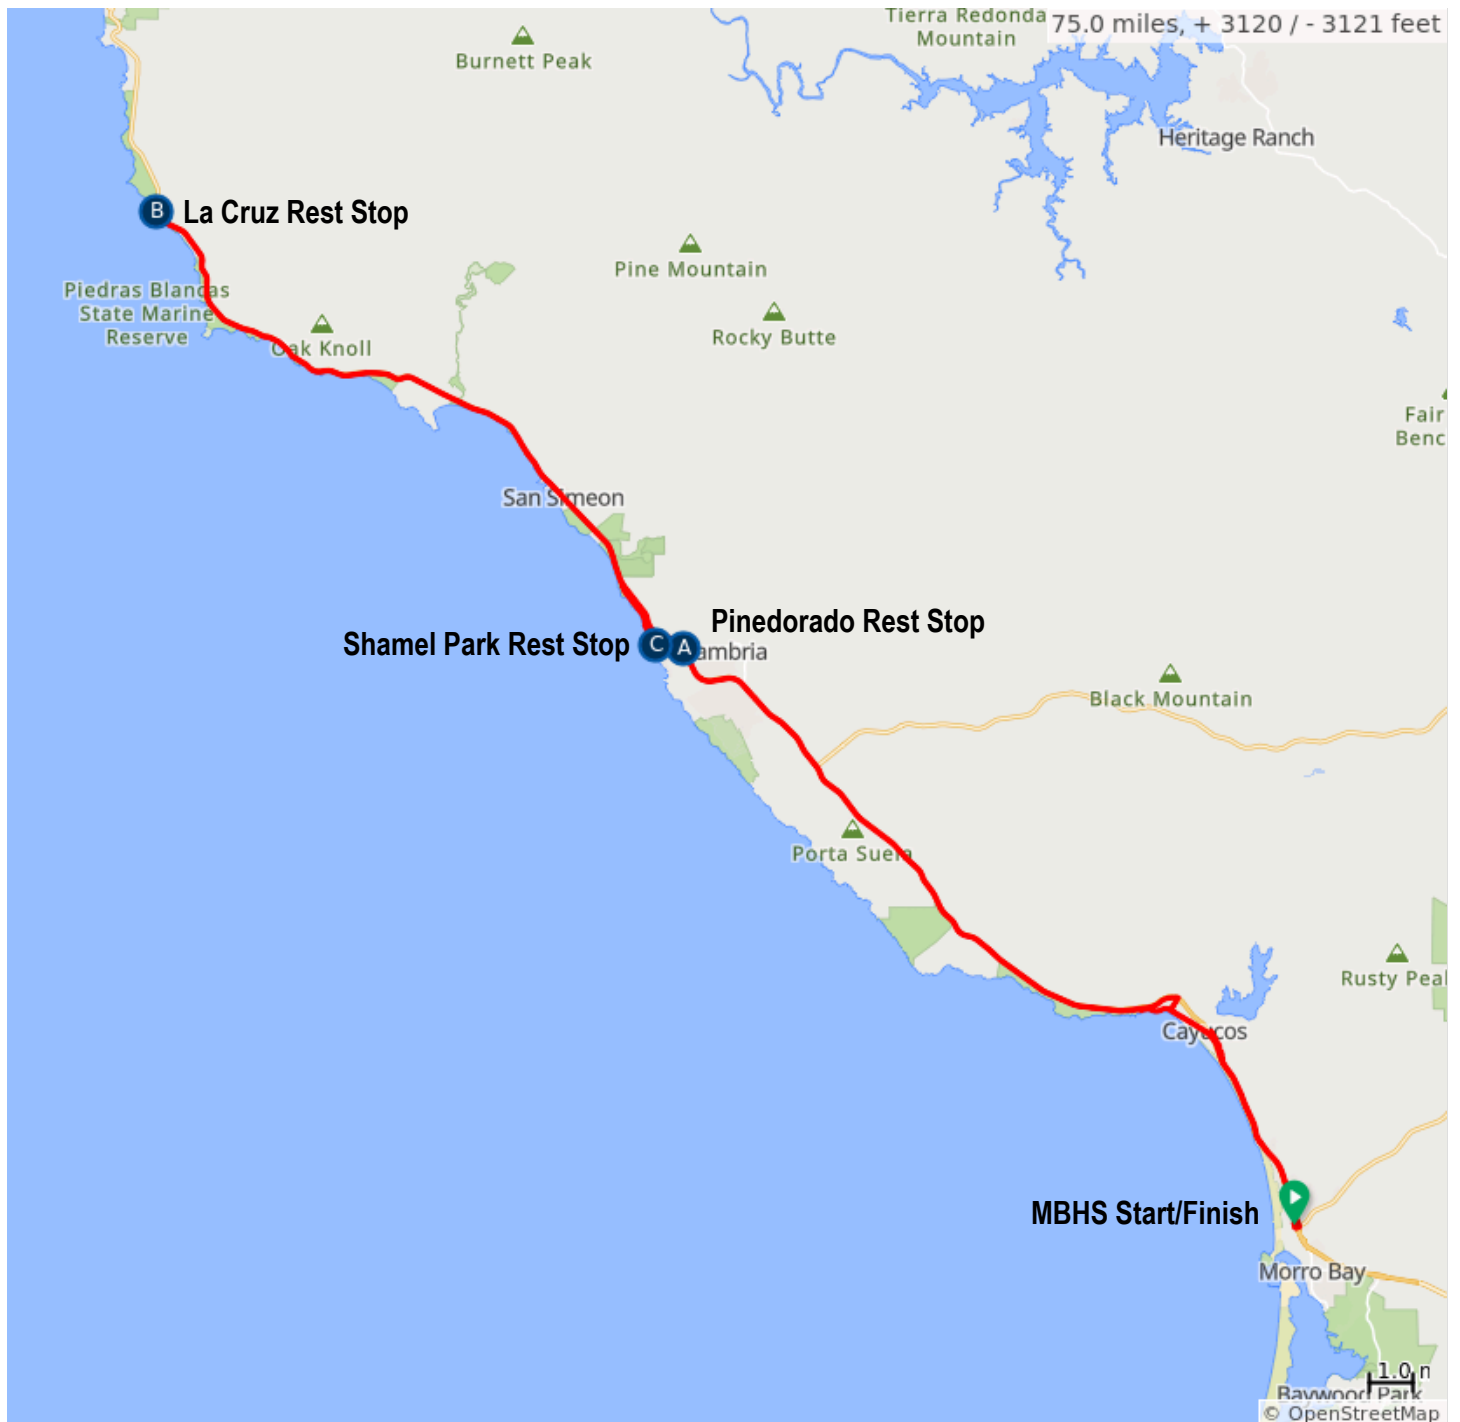 Tierra Redonda
Mountain
75.0 miles, + 3120 / - 3121 feet
Burnett Peak
Heritage Ranch
B
La Cruz Rest Stop
Pine Mountain
Piedras Blancas
State Marine
Reserve
Oak Knoll
Rocky Butte
Fair
Benc
San Simeon
Pinedorado Rest Stop
Shamel Park Rest Stop
C
A
ambria
Black Mountain
Porta Suela
Rusty Peak
Cayucos
MBHS Start/Finish
Morro Bay
1.0
Baywood Park
© OpenStreetMap